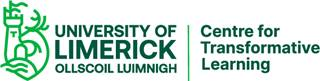 UNIVERSITY OF
LIMERICK
OLLSCOIL LUIMNIGH
Centre for
Transformative
Learning